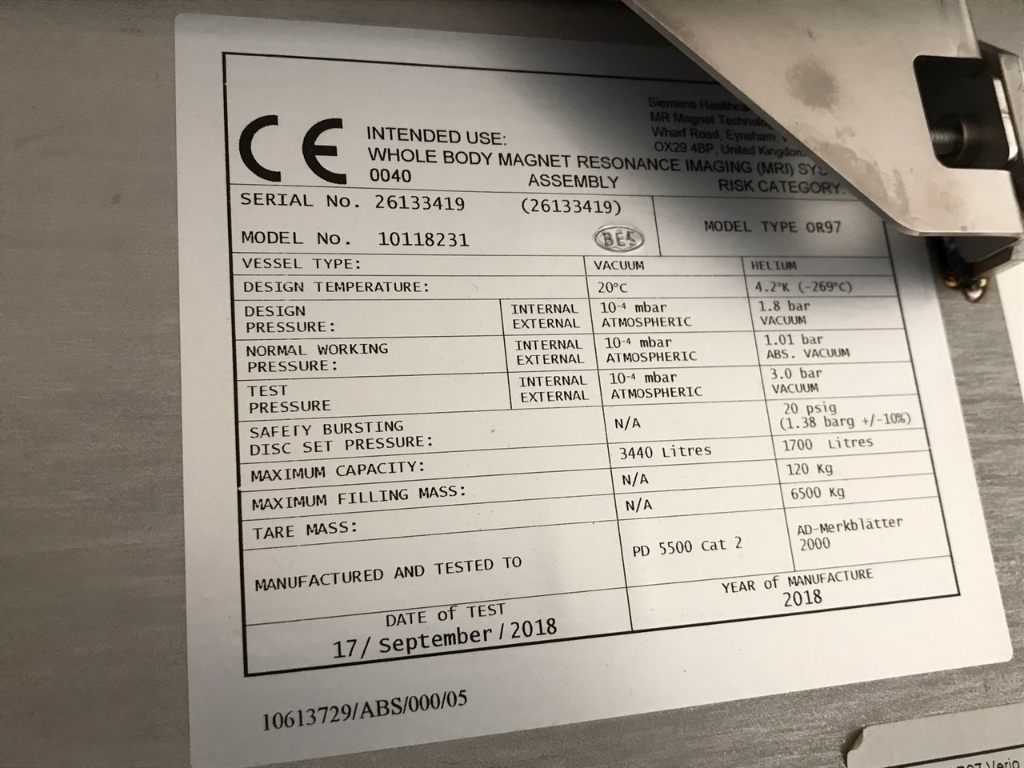 CE
0040
INTENDED USE:
WHOLE BODY MAGNET RESONANCE IMAGING (MRI) SYS
ASSEMBLY RISK CATEGORY:
Siemens Healthca
MR Magnet Technolo
Wharf Road, Eynsham,
OX29 4BP, United Kingdom
SERIAL No. 26133419 (26133419)
MODEL No. 10118231
BES
MODEL TYPE OR97
VESSEL TYPE: VACUUM HELIUM
DESIGN TEMPERATURE: 20°C 4.2°K (-269°C)
DESIGN PRESSURE: INTERNAL 10⁻⁴ mbar 1.8 bar
EXTERNAL ATMOSPHERIC VACUUM
NORMAL WORKING PRESSURE: INTERNAL 10⁻⁴ mbar 1.01 bar
EXTERNAL ATMOSPHERIC ABS. VACUUM
TEST PRESSURE INTERNAL 10⁻⁴ mbar 3.0 bar
EXTERNAL ATMOSPHERIC VACUUM
SAFETY BURSTING DISC SET PRESSURE: N/A 20 psig
(1.38 barg +/-10%)
MAXIMUM CAPACITY: 3440 Litres 1700 Litres
MAXIMUM FILLING MASS: N/A 120 Kg
TARE MASS: N/A 6500 Kg
MANUFACTURED AND TESTED TO PD 5500 Cat 2 AD-Merkblätter
2000
DATE of TEST YEAR of MANUFACTURE
17/September/2018 2018
10613729/ABS/000/05
Verio